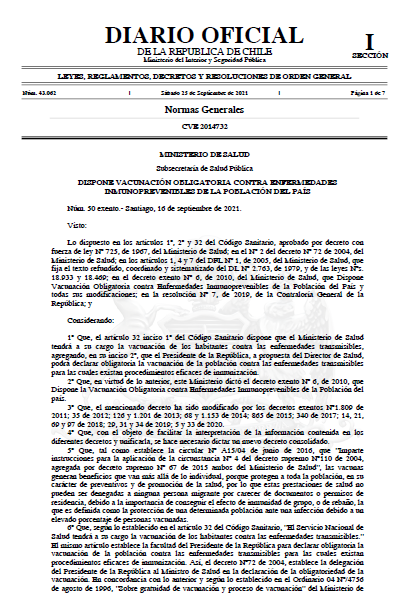 DIARIO OFICIAL
DE LA REPUBLICA DE CHILE
Ministerio del Interior y Seguridad Pública
I
SECCIÓN
LEYES, REGLAMENTOS, DECRETOS Y RESOLUCIONES DE ORDEN GENERAL
Núm. 43.062 | Sábado 25 de Septiembre de 2021 | Página 1 de 7
Normas Generales
CVE 2014732
MINISTERIO DE SALUD
Subsecretaría de Salud Pública
DISPONE VACUNACIÓN OBLIGATORIA CONTRA ENFERMEDADES
INMUNOPREVENIBLES DE LA POBLACIÓN DEL PAÍS
Núm. 50 exento.- Santiago, 16 de septiembre de 2021.
Visto:
Lo dispuesto en los artículos 1º, 2º y 32 del Código Sanitario, aprobado por decreto con
fuerza de ley Nº 725, de 1967, del Ministerio de Salud; en el Nº 2 del decreto Nº 72 de 2004, del
Ministerio de Salud; en los artículos 1, 4 y 7 del DFL Nº 1, de 2005, del Ministerio de Salud, que
fija el texto refundido, coordinado y sistematizado del DL Nº 2.763, de 1979, y de las leyes Nºs.
18.933 y 18.469; en el decreto exento Nº 6, de 2010, del Ministerio de Salud, que Dispone
Vacunación Obligatoria contra Enfermedades Inmunoprevenibles de la Población del País y
todas sus modificaciones; en la resolución Nº 7, de 2019, de la Contraloría General de la
República; y
Considerando:
1º Que, el artículo 32 inciso 1º del Código Sanitario dispone que el Ministerio de Salud
tendrá a su cargo la vacunación de los habitantes contra las enfermedades transmisibles,
agregando, en su inciso 2º, que el Presidente de la República, a propuesta del Director de Salud,
podrá declarar obligatoria la vacunación de la población contra las enfermedades transmisibles
para las cuales existan procedimientos eficaces de inmunización.
2º Que, en virtud de lo anterior, este Ministerio dictó el decreto exento Nº 6, de 2010, que
Dispone la Vacunación Obligatoria contra Enfermedades Inmunoprevenibles de la Población del
país.
3º Que, el mencionado decreto ha sido modificado por los decretos exentos Nº1.809 de
2011; 35 de 2012; 126 y 1.201 de 2013; 68 y 1.153 de 2014; 865 de 2015; 340 de 2017; 14, 21,
69 y 97 de 2018; 29, 31 y 34 de 2019; 5 y 33 de 2020.
4º Que, con el objeto de facilitar la interpretación de la información contenida en los
diferentes decretos y unificarla, se hace necesario dictar un nuevo decreto consolidado.
5º Que, tal como establece la circular Nº A15/04 de junio de 2016, que "Imparte
instrucciones para la aplicación de la circunstancia Nº 4 del decreto supremo Nº110 de 2004,
agregada por decreto supremo Nº 67 de 2015 ambos del Ministerio de Salud", las vacunas
generan beneficios que van más allá de lo individual, porque protegen a toda la población, en su
carácter de preventivos y de promoción de la salud, por lo que estas prestaciones de salud no
pueden ser denegadas a ninguna persona migrante por carecer de documentos o permisos de
residencia, debido a la importancia de conseguir el efecto de inmunidad de grupo, o de rebaño, la
que es definida como la protección de una determinada población ante una infección debido a un
elevado porcentaje de personas vacunadas.
6º Que, según lo establecido en el artículo 32 del Código Sanitario, "El Servicio Nacional de
Salud tendrá a su cargo la vacunación de los habitantes contra las enfermedades transmisibles."
El mismo artículo establece la facultad del Presidente de la República para declarar obligatoria la
vacunación de la población contra las enfermedades transmisibles para las cuales existan
procedimientos eficaces de inmunización. Así, el decreto Nº72 de 2004, establece la delegación
del Presidente de la República al Ministro de Salud en la declaración de la obligatoriedad de la
vacunación. En concordancia con lo anterior y según lo establecido en el Ordinario 04 Nº/4756
de agosto de 1996, "Sobre gratuidad de vacunación y proceso de vacunación" del Ministerio de